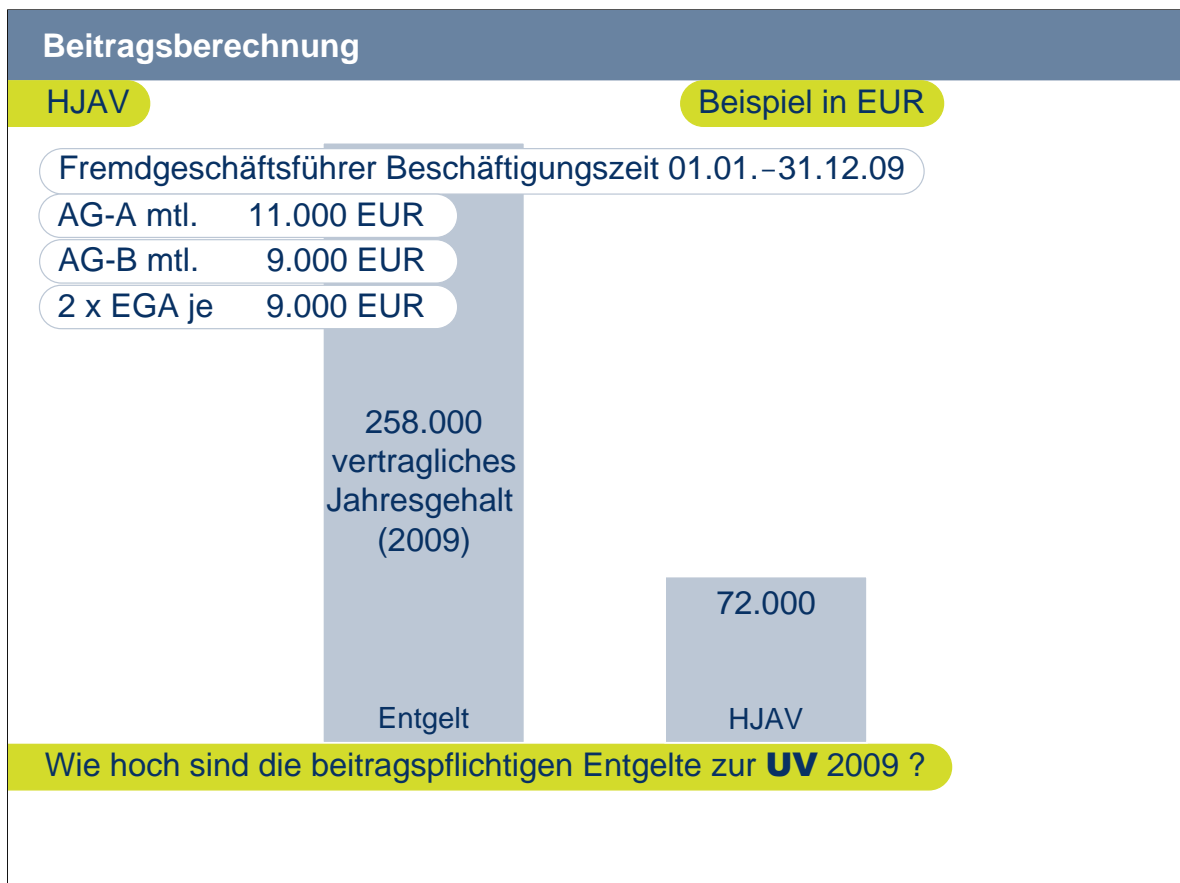 Beitragsberechnung
HJAV
Beispiel in EUR
Fremdgeschäftsführer Beschäftigungszeit 01.01.–31.12.09
AG-A mtl. 11.000 EUR
AG-B mtl. 9.000 EUR
2 x EGA je 9.000 EUR
258.000
vertragliches
Jahresgehalt
(2009)
Entgelt
72.000
HJAV
Wie hoch sind die beitragspflichtigen Entgelte zur UV 2009 ?